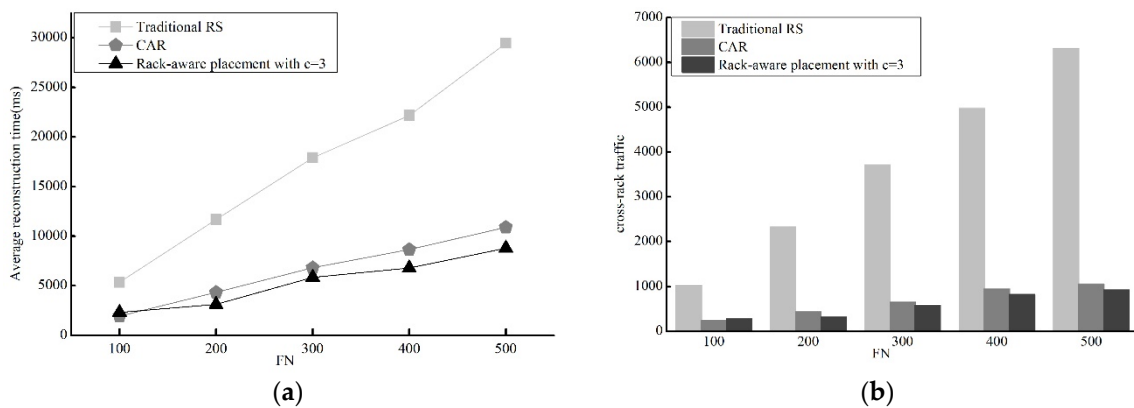 Traditional RS
CAR
Rack-aware placement with c=3
30000
25000
20000
15000
10000
5000
0
Average reconstruction time(ms)
100 200 300 400 500
FN
(a)
7000
6000
5000
4000
3000
2000
1000
0
cross-rack traffic
Traditional RS
CAR
Rack-aware placement with c=3
100 200 300 400 500
FN
(b)